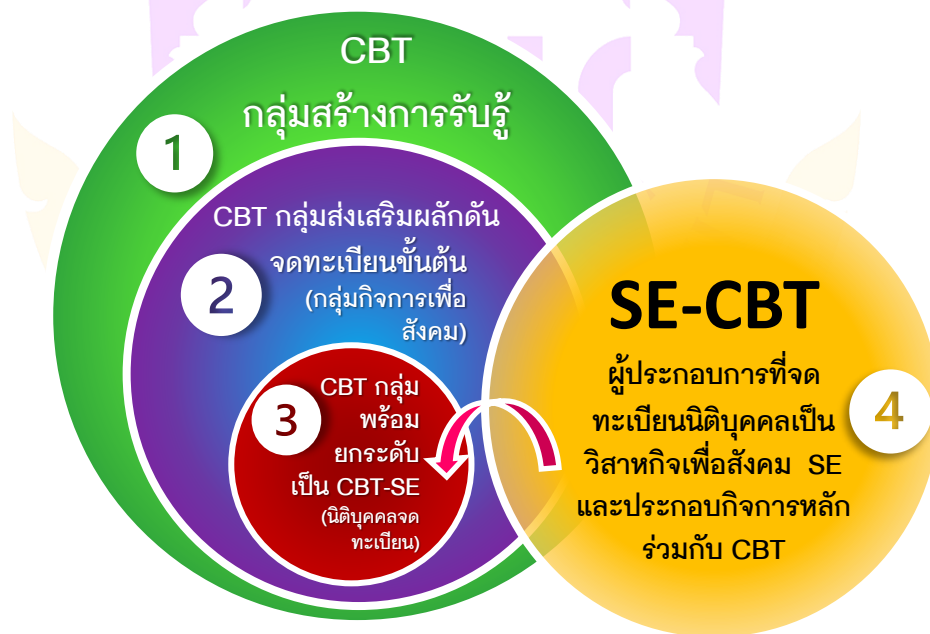 CBT
กลุ่มสร้างการรับรู้
1
CBT กลุ่มส่งเสริมผลักดัน
จดทะเบียนขั้นต้น
(กลุ่มกิจการเพื่อ
สังคม)
2
CBT กลุ่ม
พร้อม
ยกระดับ
เป็น CBT-SE
(นิติบุคคลจด
ทะเบียน)
3
SE-CBT
ผู้ประกอบการที่จด
ทะเบียนนิติบุคคลเป็น
วิสาหกิจเพื่อสังคม SE
และประกอบกิจการหลัก
ร่วมกับ CBT
4